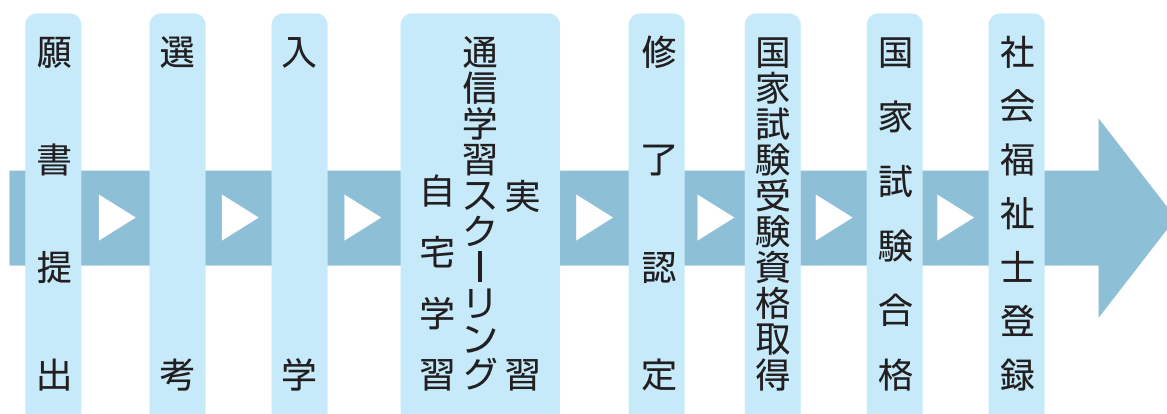 願書提出
選考
入学
実習
通信学習スクーリング
自宅学習
修了認定
国家試験受験資格取得
国家試験合格
社会福祉士登録